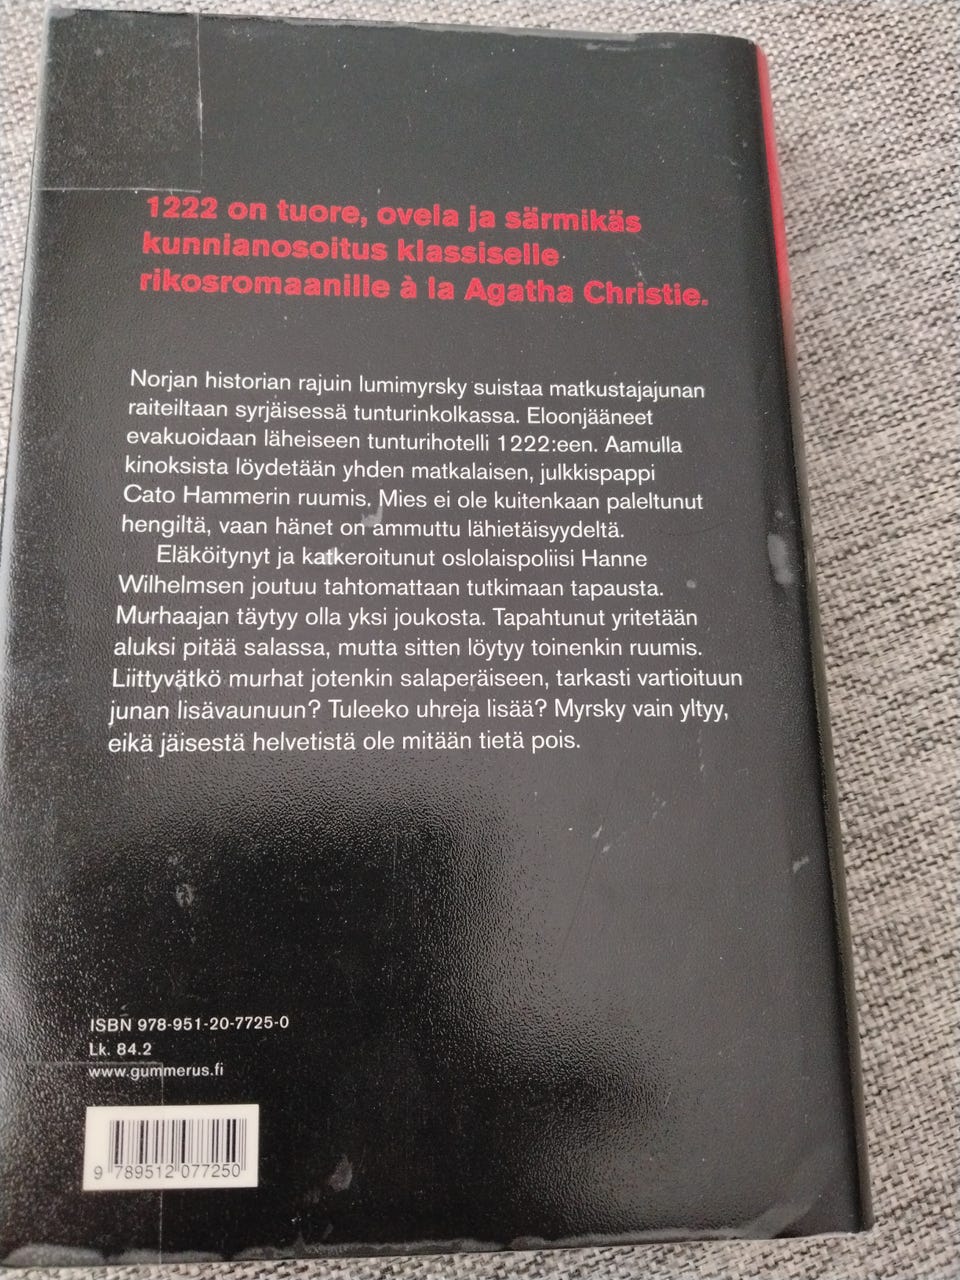 1222 on tuore, ovela ja särmikäs
kunnianosoitus klassiselle
rikosromaanille à la Agatha Christie.
Norjan historian rajuin lumimyrsky suistaa matkustajajunan
raiteiltaan syrjäisessä tunturinkolkassa. Eloonjääneet
evakuoidaan läheiseen tunturihotelli 1222:een. Aamulla
kinoksista löydetään yhden matkalaisen, julkkispappi
Cato Hammerin ruumis. Mies ei ole kuitenkaan paleltunut
hengiltä, vaan hänet on ammuttu lähietäisyydeltä.
Eläköitynyt ja katkeroitunut oslolaispoliisi Hanne
Wilhelmsen joutuu tahtomattaan tutkimaan tapausta.
Murhaajan täytyy olla yksi joukosta. Tapahtunut yritetään
aluksi pitää salassa, mutta sitten löytyy toinenkin ruumis.
Liittyvätkö murhat jotenkin salaperäiseen, tarkasti vartioituun
junan lisävaunuun? Tuleeko uhreja lisää? Myrsky vain yltyy,
eikä jäisestä helvetistä ole mitään tietä pois.
ISBN 978-951-20-7725-0
Lk. 84.2
www.gummerus.fi
9 789512 077250